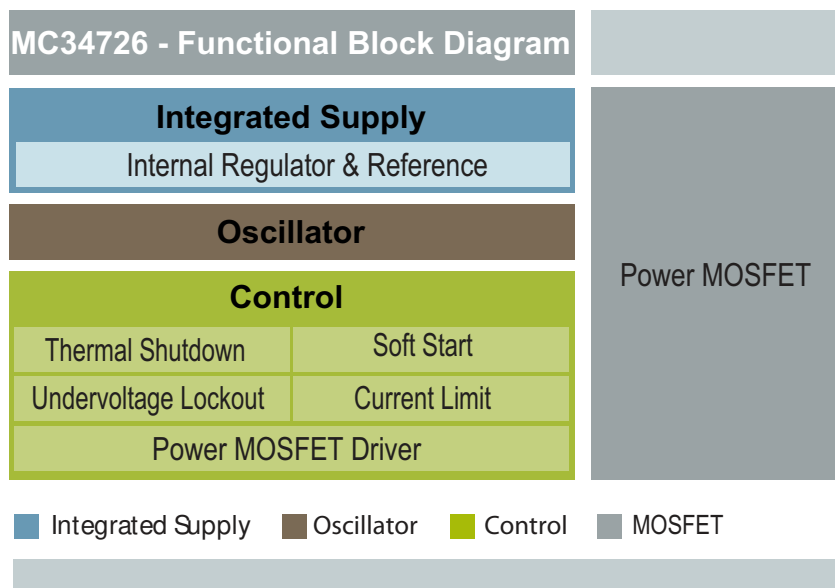 MC34726 - Functional Block Diagram
Integrated Supply
Internal Regulator & Reference
Oscillator
Control
Thermal Shutdown
Soft Start
Undervoltage Lockout
Current Limit
Power MOSFET Driver
Power MOSFET
Integrated Supply
Oscillator
Control
MOSFET